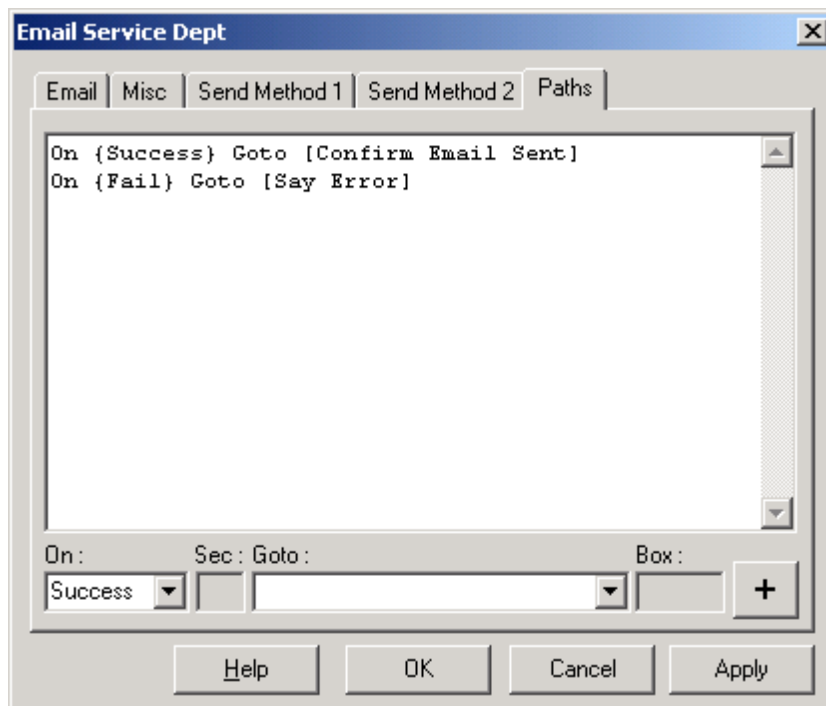 Email Service Dept
Email Misc Send Method 1 Send Method 2 Paths
On {Success} Goto [Confirm Email Sent]
On {Fail} Goto [Say Error]
On : Sec : Goto : Box :
Success +
Help OK Cancel Apply